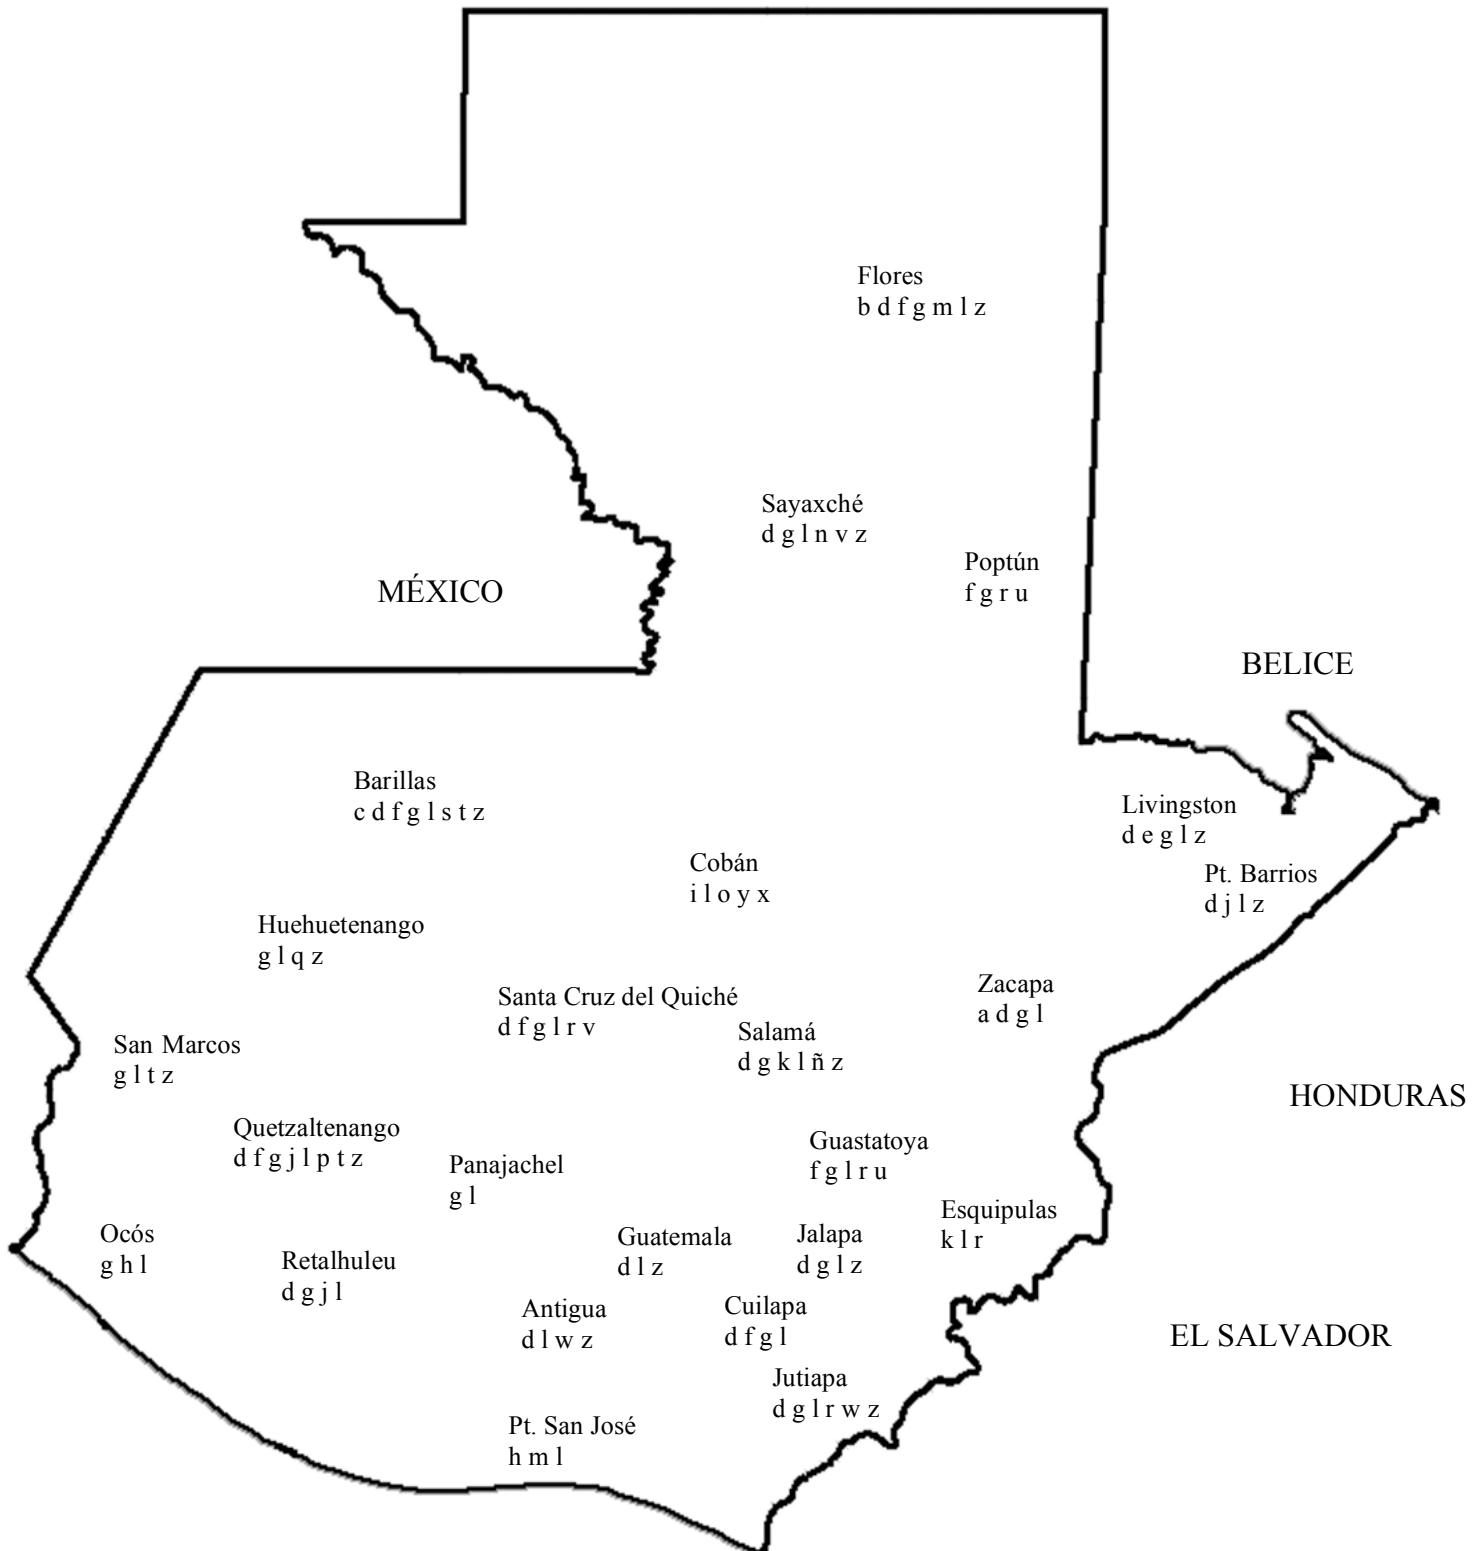 Flores
b d f g m l z
Sayaxché
d g l n v z
Poptún
f g r u
MÉXICO
BELICE
Barillas
c d f g l s t z
Livingston
d e g l z
Cobán
i l o y x
Pt. Barrios
d j l z
Huehuetenango
g l q z
Santa Cruz del Quiché
d f g l r v
Zacapa
a d g l
San Marcos
g l t z
Salamá
d g k l ñ z
HONDURAS
Quetzaltenango
d f g j l p t z
Panajachel
g l
Guastatoya
f g l r u
Esquipulas
k l r
Ocós
g h l
Retalhuleu
d g j l
Guatemala
d l z
Jalapa
d g l z
Antigua
d l w z
Cuilapa
d f g l
EL SALVADOR
Jutiapa
d g l r w z
Pt. San José
h m l